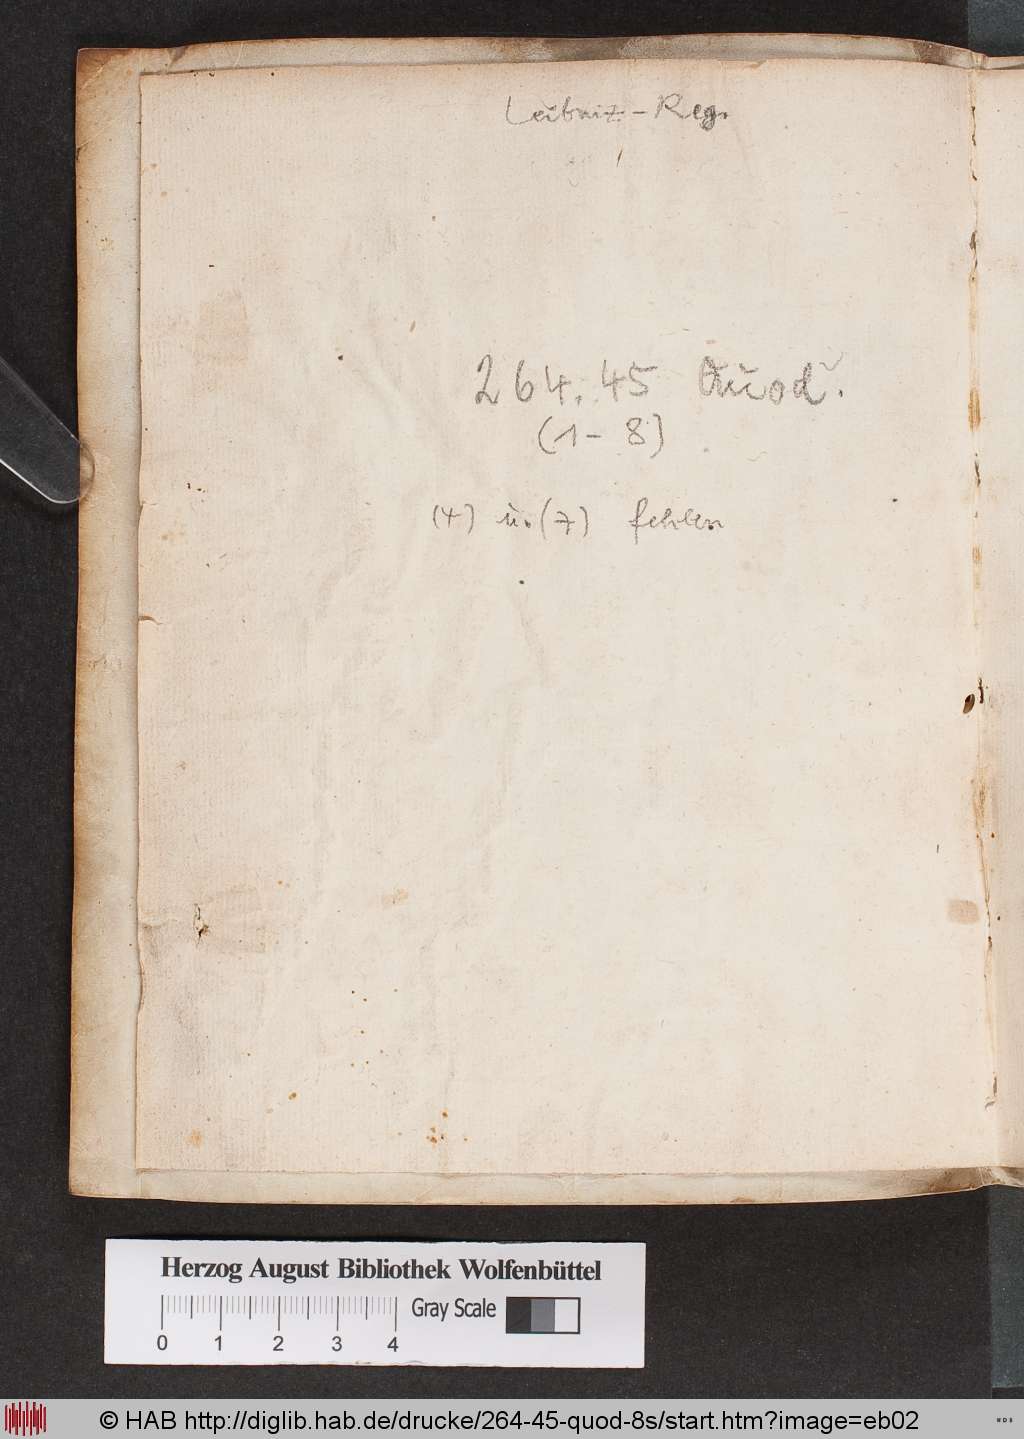 Leibniz-Reg.
264.45 Quod.
(1-8)
(4) u. (7) fehlen
Herzog August Bibliothek Wolfenbüttel
0 1 2 3 4 Gray Scale
© HAB http://diglib.hab.de/drucke/264-45-quod-8s/start.htm?image=eb02